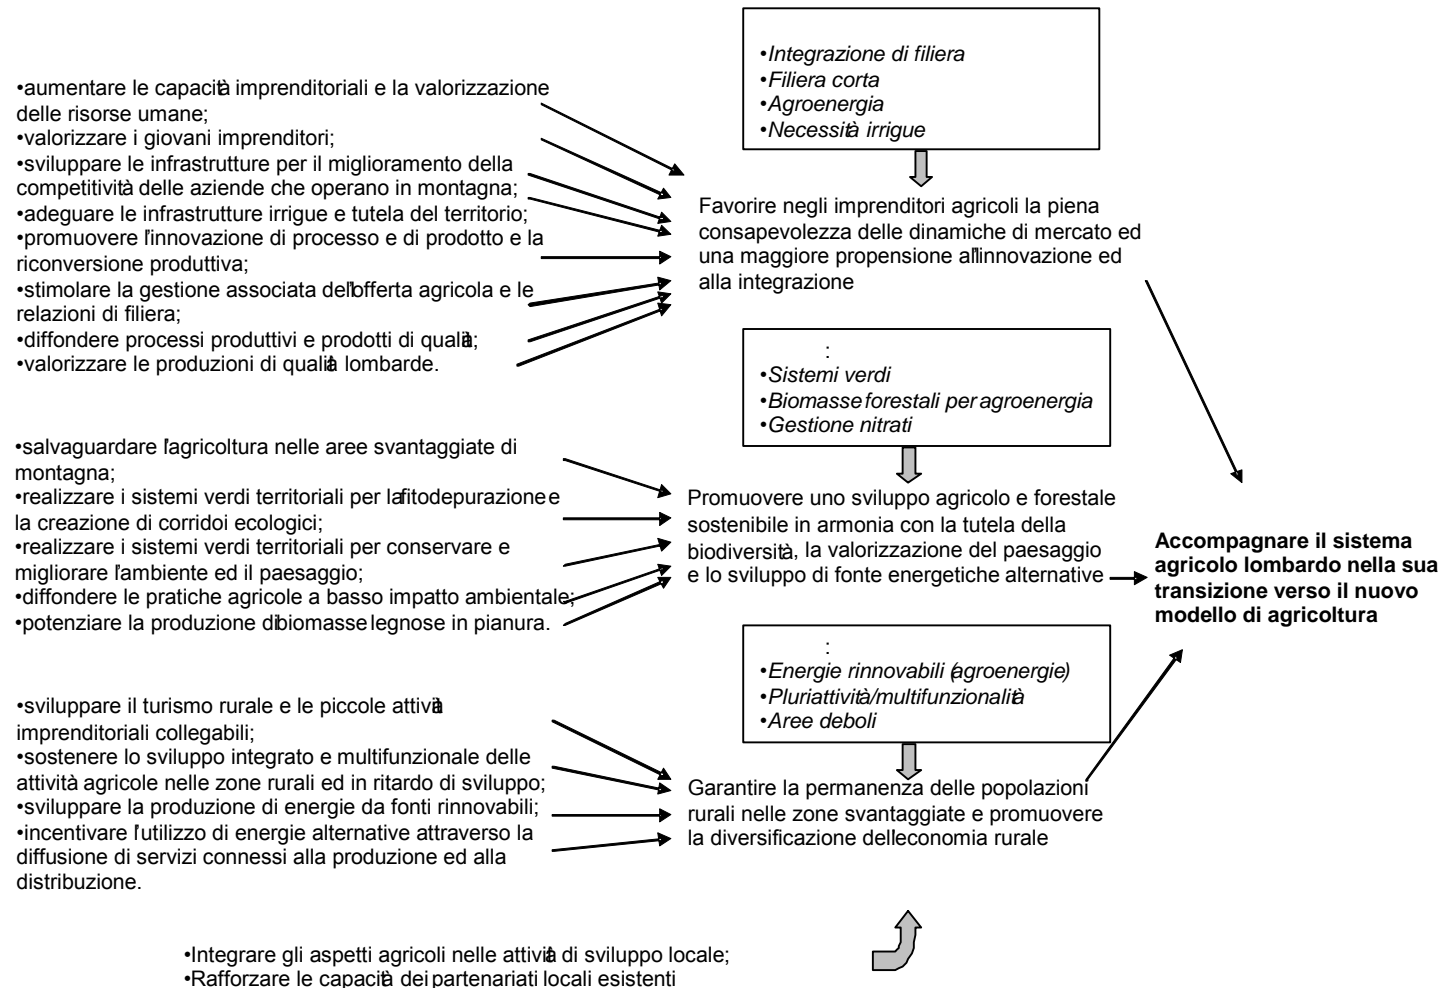 •Integrazione di filiera
•Filiera corta
•Agroenergia
•Necessità irrigue
•aumentare le capacità imprenditoriali e la valorizzazione
delle risorse umane;
•valorizzare i giovani imprenditori;
•sviluppare le infrastrutture per il miglioramento della
competitività delle aziende che operano in montagna;
•adeguare le infrastrutture irrigue e tutela del territorio;
•promuovere l'innovazione di processo e di prodotto e la
riconversione produttiva;
•stimolare la gestione associata dell'offerta agricola e le
relazioni di filiera;
•diffondere processi produttivi e prodotti di qualità;
•valorizzare le produzioni di qualità lombarde.
Favorire negli imprenditori agricoli la piena
consapevolezza delle dinamiche di mercato ed
una maggiore propensione all'innovazione ed
alla integrazione
:
•Sistemi verdi
•Biomasse forestali per agroenergia
•Gestione nitrati
•salvaguardare l'agricoltura nelle aree svantaggiate di
montagna;
•realizzare i sistemi verdi territoriali per la fitodepurazione e
la creazione di corridoi ecologici;
•realizzare i sistemi verdi territoriali per conservare e
migliorare l'ambiente ed il paesaggio;
•diffondere le pratiche agricole a basso impatto ambientale;
•potenziare la produzione di biomasse legnose in pianura.
Promuovere uno sviluppo agricolo e forestale
sostenibile in armonia con la tutela della
biodiversità, la valorizzazione del paesaggio
e lo sviluppo di fonte energetiche alternative
Accompagnare il sistema
agricolo lombardo nella sua
transizione verso il nuovo
modello di agricoltura
:
•Energie rinnovabili (agroenergie)
•Pluriattività/multifunzionalità
•Aree deboli
•sviluppare il turismo rurale e le piccole attività
imprenditoriali collegabili;
•sostenere lo sviluppo integrato e multifunzionale delle
attività agricole nelle zone rurali ed in ritardo di sviluppo;
•sviluppare la produzione di energie da fonti rinnovabili;
•incentivare l'utilizzo di energie alternative attraverso la
diffusione di servizi connessi alla produzione ed alla
distribuzione.
Garantire la permanenza delle popolazioni
rurali nelle zone svantaggiate e promuovere
la diversificazione dell'economia rurale
•Integrare gli aspetti agricoli nelle attività di sviluppo locale;
•Rafforzare le capacità dei partenariati locali esistenti